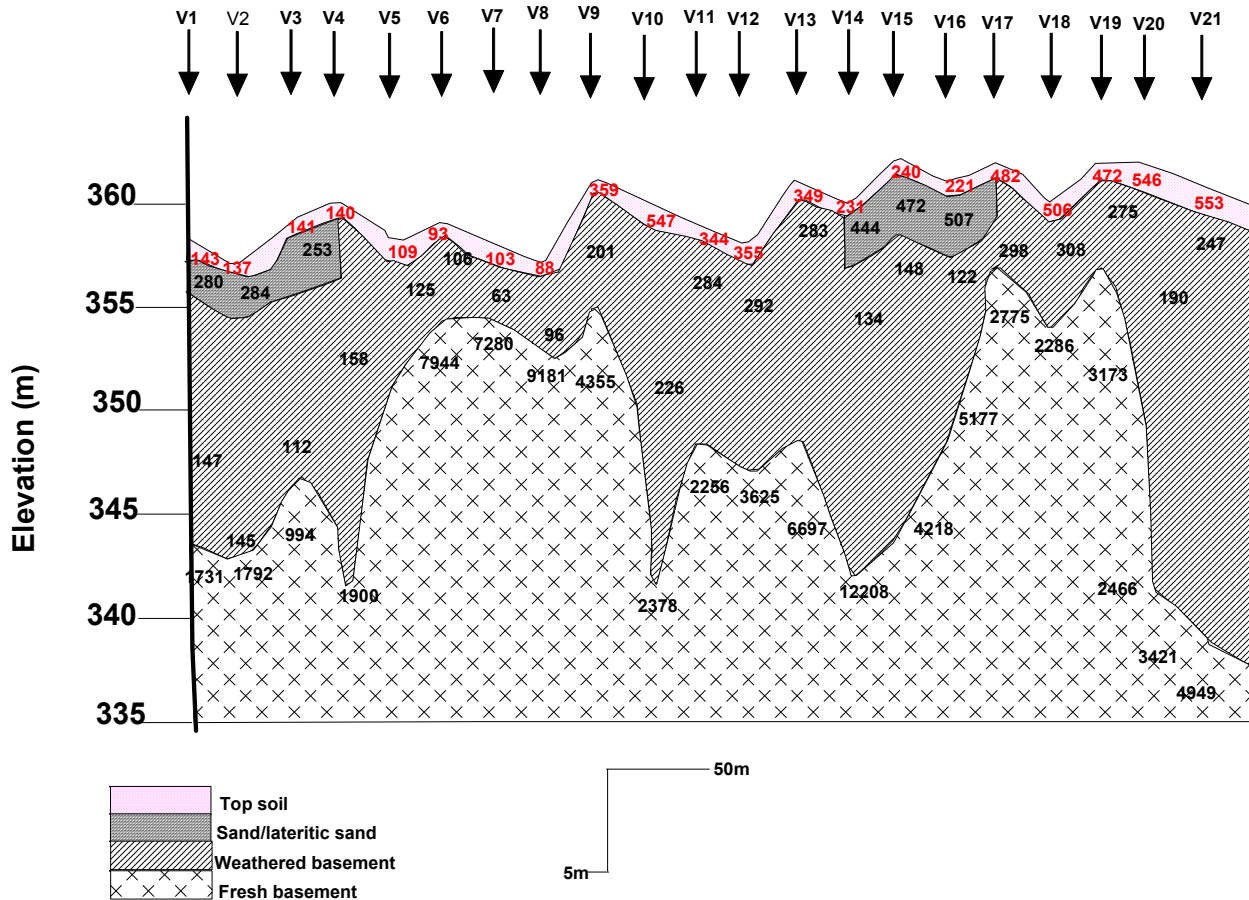 V1 V2 V3 V4 V5 V6 V7 V8 V9 V10 V11 V12 V13 V14 V15 V16 V17 V18 V19 V20 V21
Elevation (m)
360
355
350
345
340
335
143 137 141 140 109 93 103 88 359 547 344 355 349 231 240 221 482 506 472 546 553
280 284 253 125 106 63 96 201 284 292 283 444 472 507 298 308 275 247
158 148 122 134 190
147 112 145 226
7944 7280 9181 4355 2775 2286 3173
1731 1792 994 1900 2378 2256 3625 6697 12208 4218 5177 2466 3421 4949
50m
5m
Top soil
Sand/lateritic sand
Weathered basement
Fresh basement